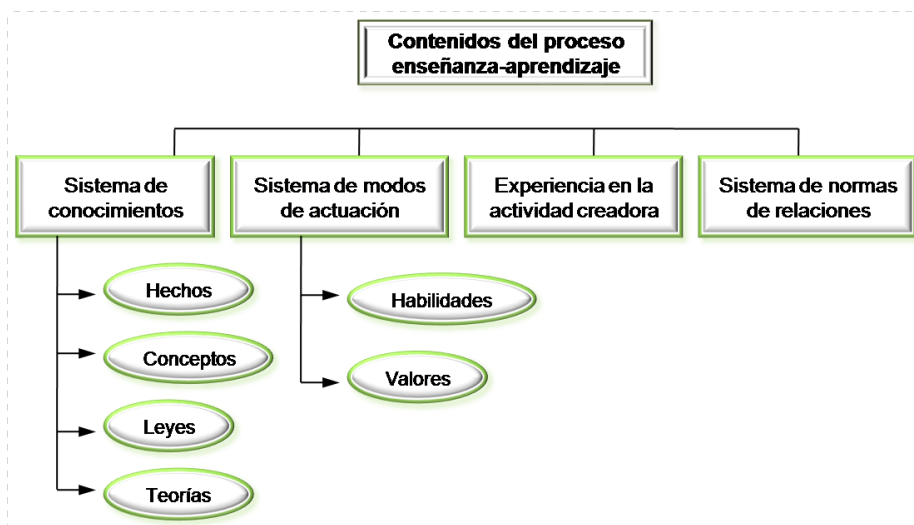 Contenidos del proceso
enseñanza-aprendizaje
Sistema de
conocimientos
Sistema de modos
de actuación
Experiencia en la
actividad creadora
Sistema de normas
de relaciones
Hechos
Conceptos
Leyes
Teorías
Habilidades
Valores